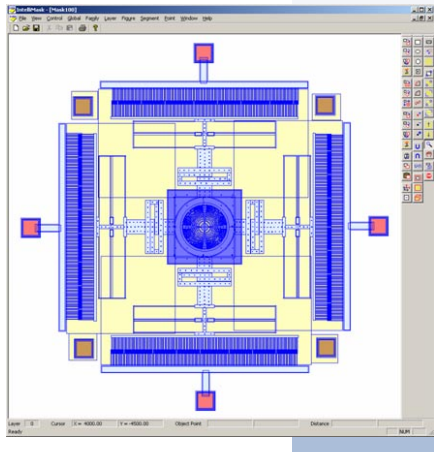 IntelliMask - [Mask100]
File View Control Global Family Layer Figure Segment Point Window Help
Layer 0 Cursor X = 4000.00 Y = -4500.00 Object Point Distance
Ready NUM